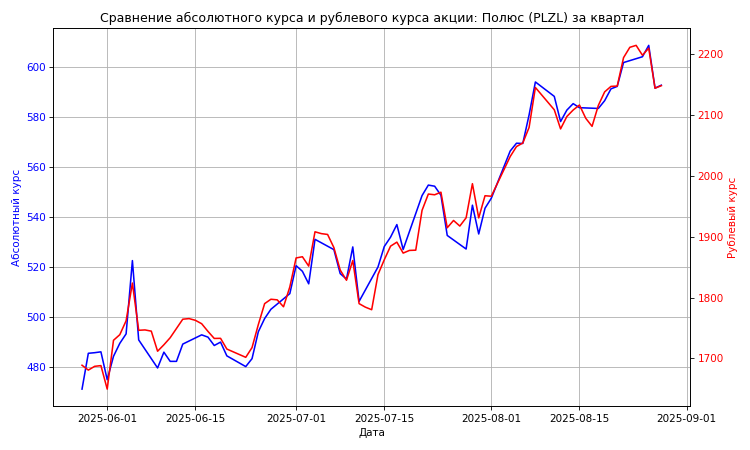 Сравнение абсолютного курса и рублевого курса акции: Полюс (PLZL) за квартал
600
580
560
540
520
500
480
Абсолютный курс
2200
2100
2000
1900
1800
1700
Рублевый курс
2025-06-01 2025-06-15 2025-07-01 2025-07-15 2025-08-01 2025-08-15 2025-09-01
Дата